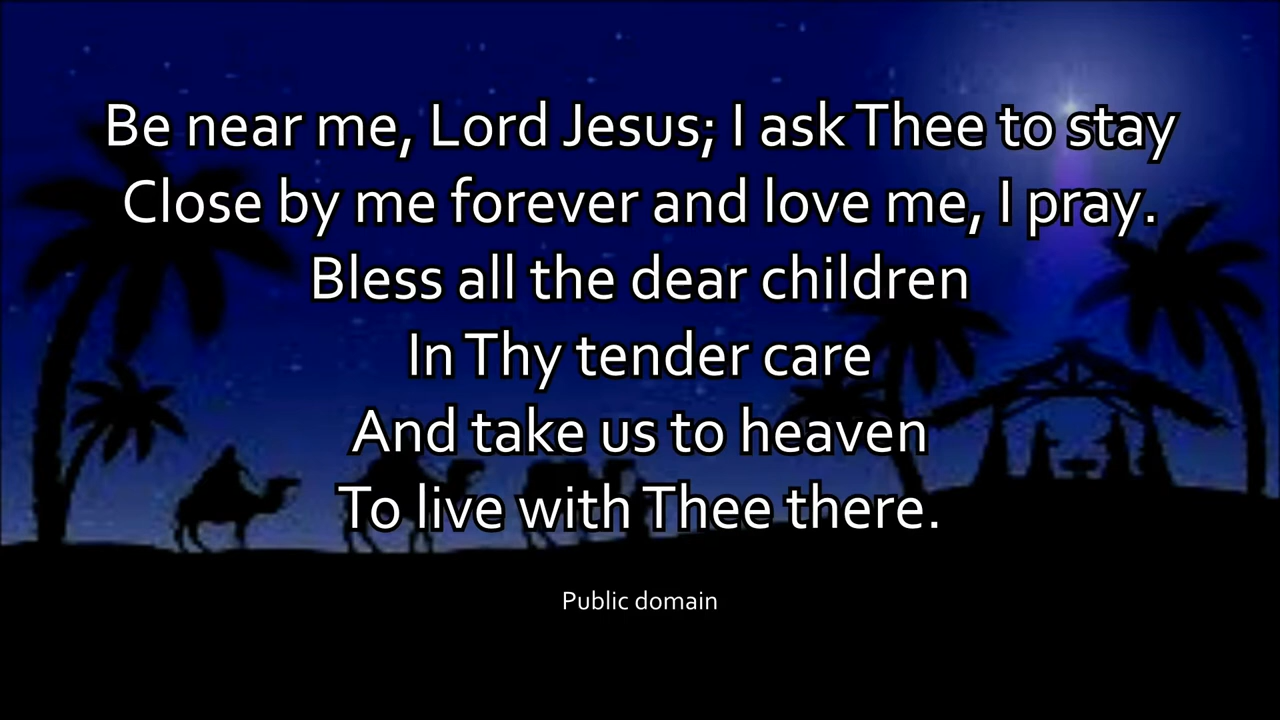 Be near me, Lord Jesus; I ask Thee to stay
Close by me forever and love me, I pray.
Bless all the dear children
In Thy tender care
And take us to heaven
To live with Thee there.
Public domain